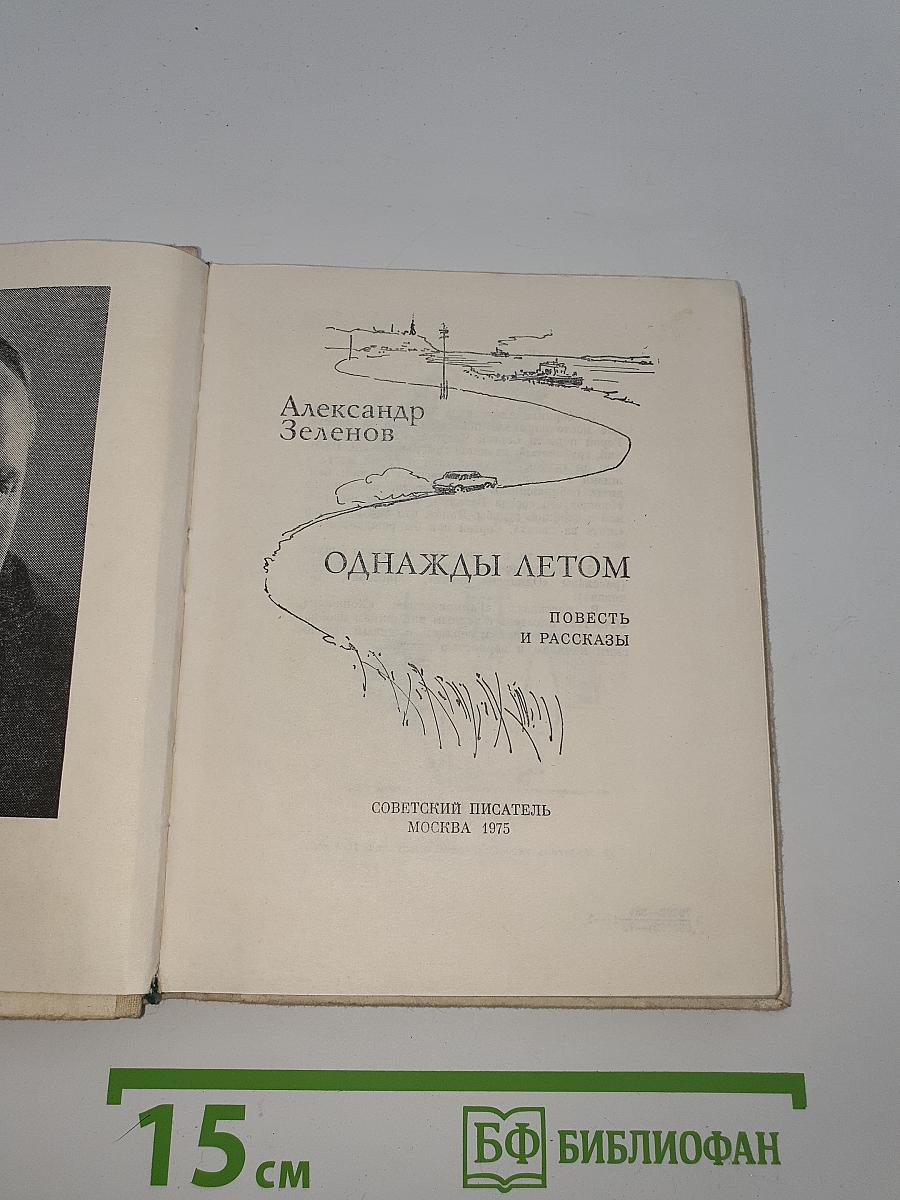 Александр
Зеленов
ОДНАЖДЫ ЛЕТОМ
ПОВЕСТЬ
И РАССКАЗЫ
СОВЕТСКИЙ ПИСАТЕЛЬ
МОСКВА 1975
15 см
БФ БИБЛИОФАН